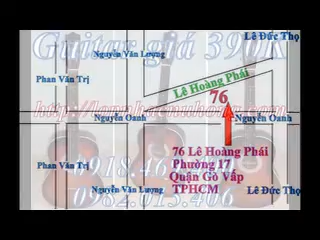 Guitar giá 390K
Lê Đức Thọ
Nguyễn Văn Lượng
Phan Văn Trị
Lê Hoàng Phái
76
Nguyễn Oanh
Nguyễn Oanh
76 Lê Hoàng Phái
Phường 17
Quận Gò Vấp
TPHCM
Phan Văn Trị
Nguyễn Văn Lượng
Lê Đức Thọ